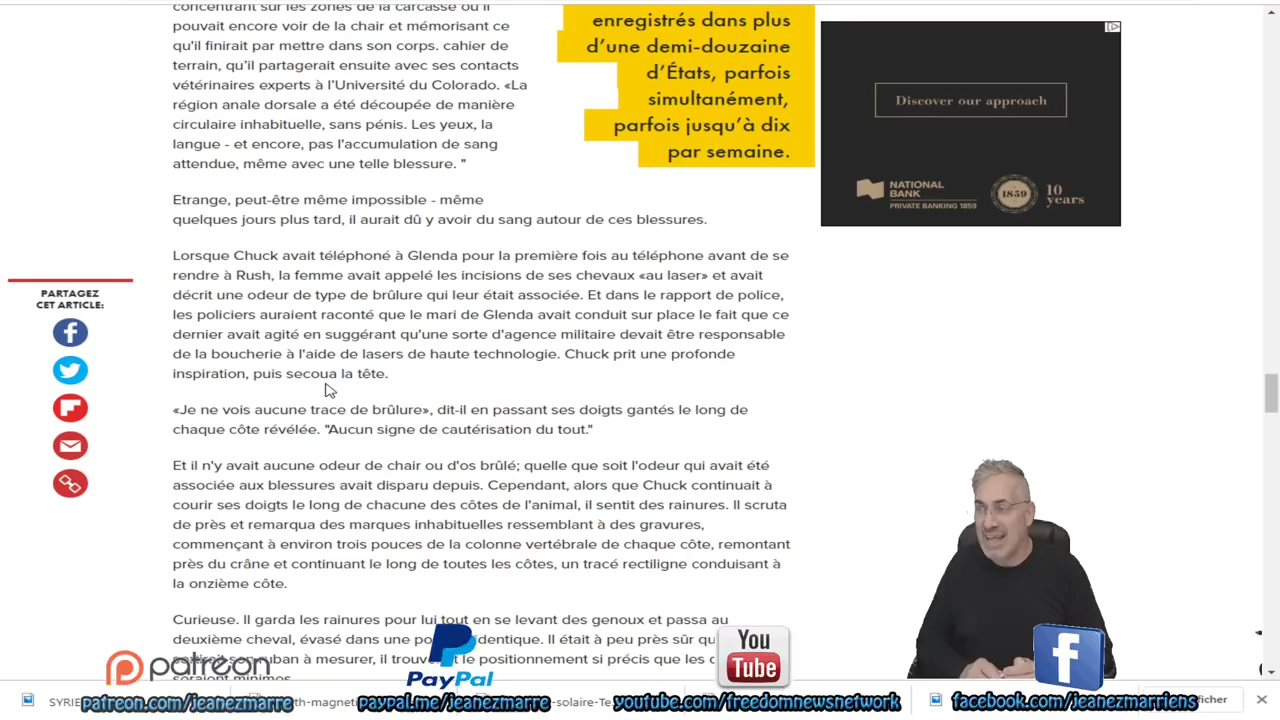 concentrant sur les zones de la carcasse où il
pouvait encore voir de la chair et mémorisant ce
qu'il finirait par mettre dans son corps. cahier de
terrain, qu'il partagerait ensuite avec ses contacts
vétérinaires experts à l'Université du Colorado. «La
région anale dorsale a été découpée de manière
circulaire inhabituelle, sans pénis. Les yeux, la
langue - et encore, pas l'accumulation de sang
attendue, même avec une telle blessure. "
enregistrés dans plus
d'une demi-douzaine
d'États, parfois
simultanément,
parfois jusqu'à dix
par semaine.
Discover our approach
NATIONAL
BANK
PRIVATE BANKING 1859
1859
10
years
Etrange, peut-être même impossible - même
quelques jours plus tard, il aurait dû y avoir du sang autour de ces blessures.
Lorsque Chuck avait téléphoné à Glenda pour la première fois au téléphone avant de se
rendre à Rush, la femme avait appelé les incisions de ses chevaux «au laser» et avait
décrit une odeur de type de brûlure qui leur était associée. Et dans le rapport de police,
les policiers auraient raconté que le mari de Glenda avait conduit sur place le fait que ce
dernier avait agité en suggérant qu'une sorte d'agence militaire devait être responsable
de la boucherie à l'aide de lasers de haute technologie. Chuck prit une profonde
inspiration, puis secoua la tête.
PARTAGEZ
CET ARTICLE:
«Je ne vois aucune trace de brûlure», dit-il en passant ses doigts gantés le long de
chaque côte révélée. "Aucun signe de cautérisation du tout."
Et il n'y avait aucune odeur de chair ou d'os brûlé; quelle que soit l'odeur qui avait été
associée aux blessures avait disparu depuis. Cependant, alors que Chuck continuait à
courir ses doigts le long de chacune des côtes de l'animal, il sentit des rainures. Il scruta
de près et remarqua des marques inhabituelles ressemblant à des gravures,
commençant à environ trois pouces de la colonne vertébrale de chaque côte, remontant
près du crâne et continuant le long de toutes les côtes, un tracé rectiligne conduisant à
la onzième côte.
Curieuse. Il garda les rainures pour lui tout en se levant des genoux et passa au
deuxième cheval, évasé dans une identique. Il était à peu près sûr
ruban à mesurer, il le positionnement si précis que les
seraient minimes
patreon
PayPal
You
Tube
SYRIE
patreon.com/jeanezmarre
paypal.me/jeanezmarre
youtube.com/freedomnewsnetwork
facebook.com/jeanezmarriens